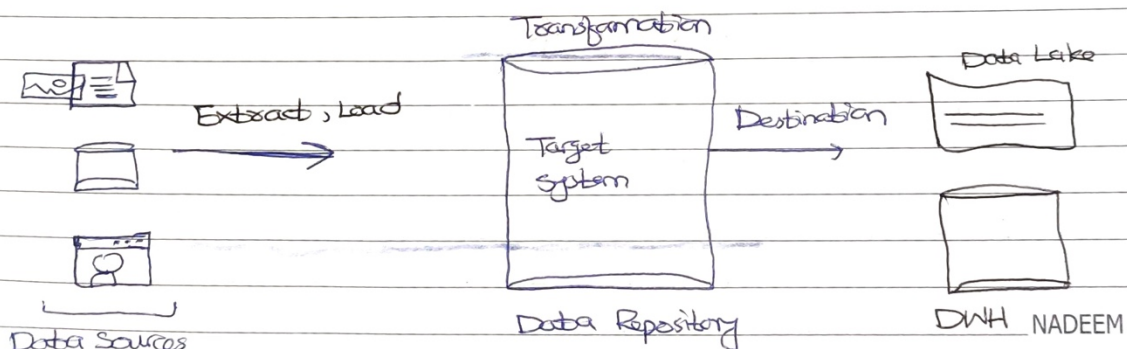 Transformation
Data Lake
Extract, Load
Destination
Target
System
Data Sources
Data Repository
DWH
NADEEM